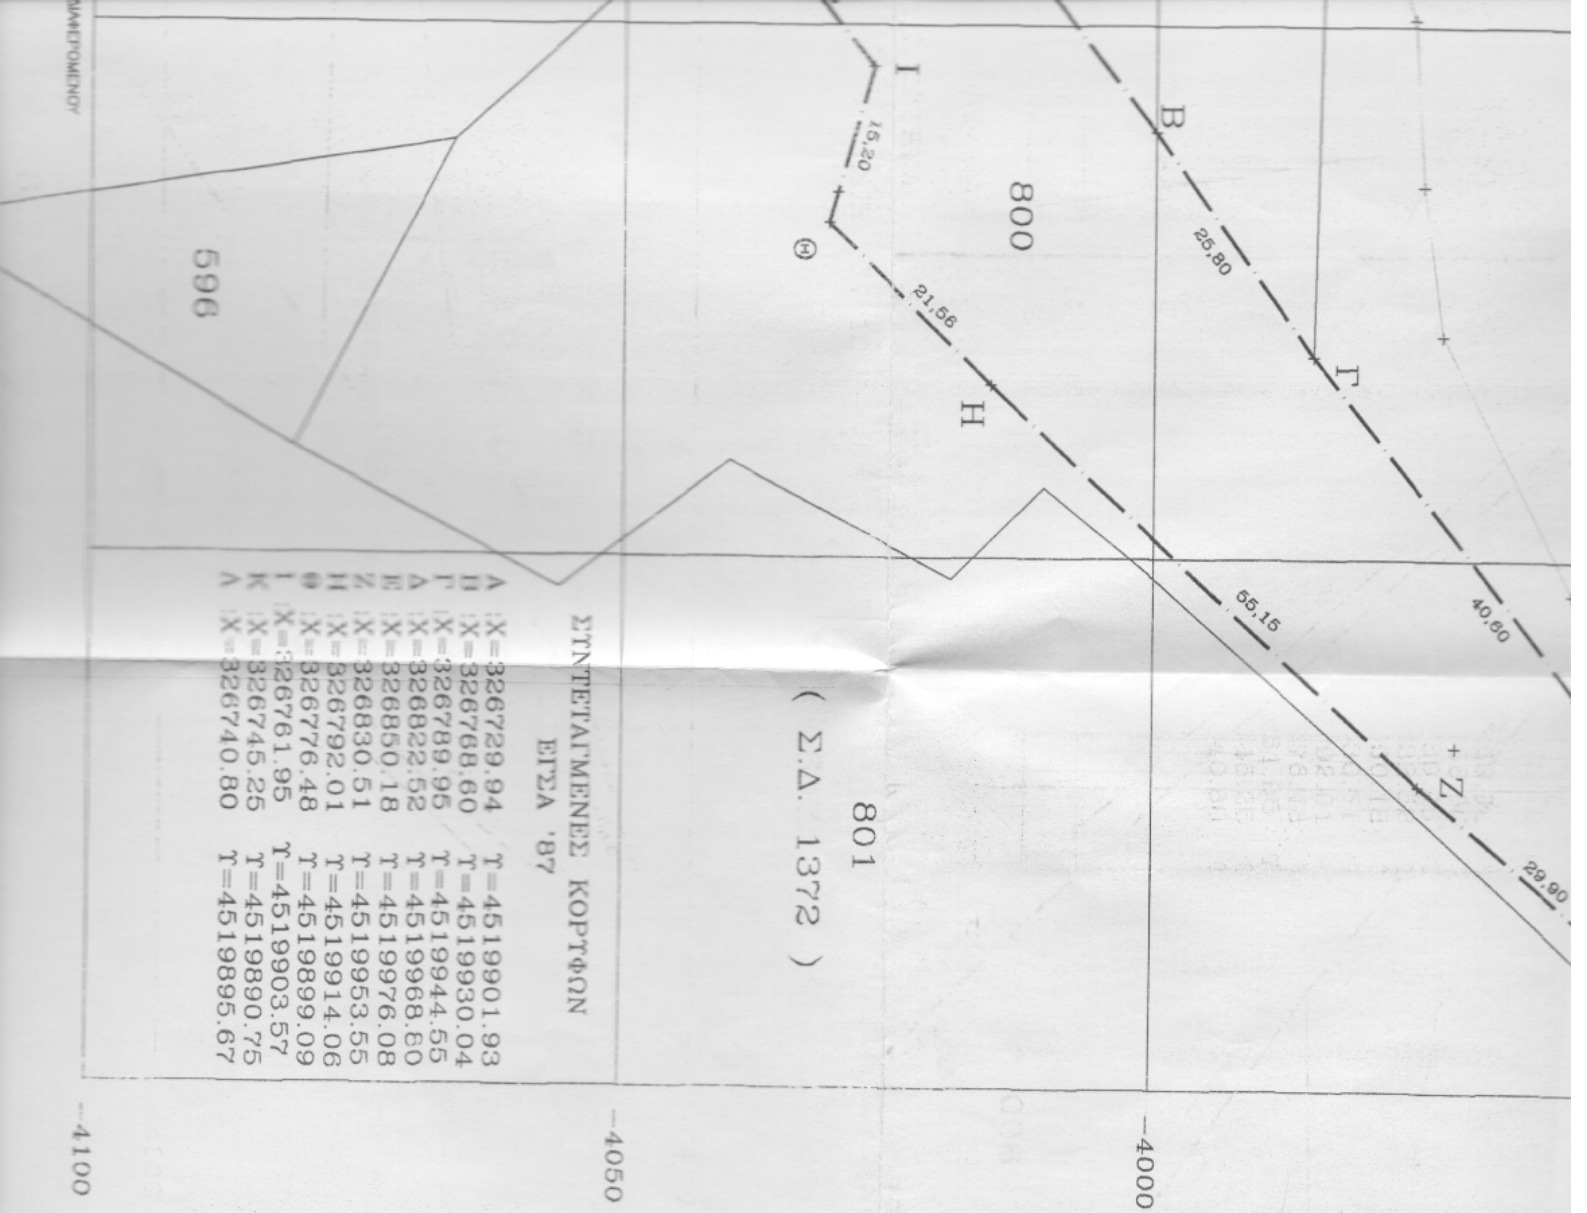 ΔΙΑΦΕΡΟΜΕΝΟΥ
Ι
Β
15,20
800
25,80
Θ
596
21,56
Η
Γ
55,15
40,60
Ζ
29,90
801
( Σ.Δ. 1372 )
ΣΥΝΤΕΤΑΓΜΕΝΕΣ ΚΟΡΥΦΩΝ
ΕΓΣΑ '87
Α :Χ=326729.94 Υ=4519901.93
Β :Χ=326768.60 Υ=4519930.04
Γ :Χ=326789.95 Υ=4519944.55
Δ :Χ=326822.52 Υ=4519968.80
Ε :Χ=326850.18 Υ=4519976.08
Ζ :Χ=326830.51 Υ=4519953.55
Η :Χ=326792.01 Υ=4519914.06
Θ :Χ=326776.48 Υ=4519899.09
Ι :Χ=326761.95 Υ=4519903.57
Κ :Χ=326745.25 Υ=4519890.75
Λ :Χ=326740.80 Υ=4519895.67
-4100
-4050
-4000